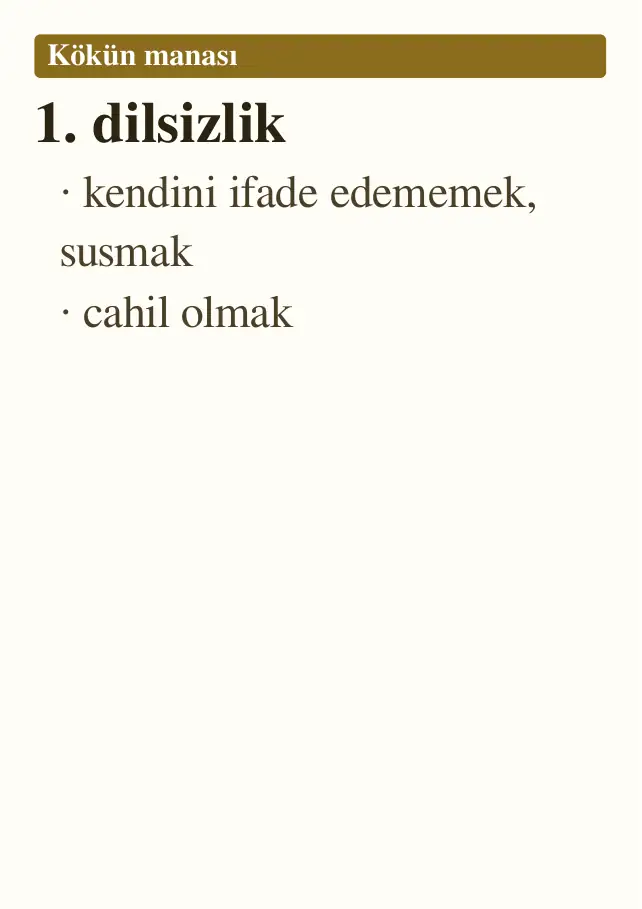 Kökün manası
1. dilsizlik
· kendini ifade edememek,
susmak
· cahil olmak